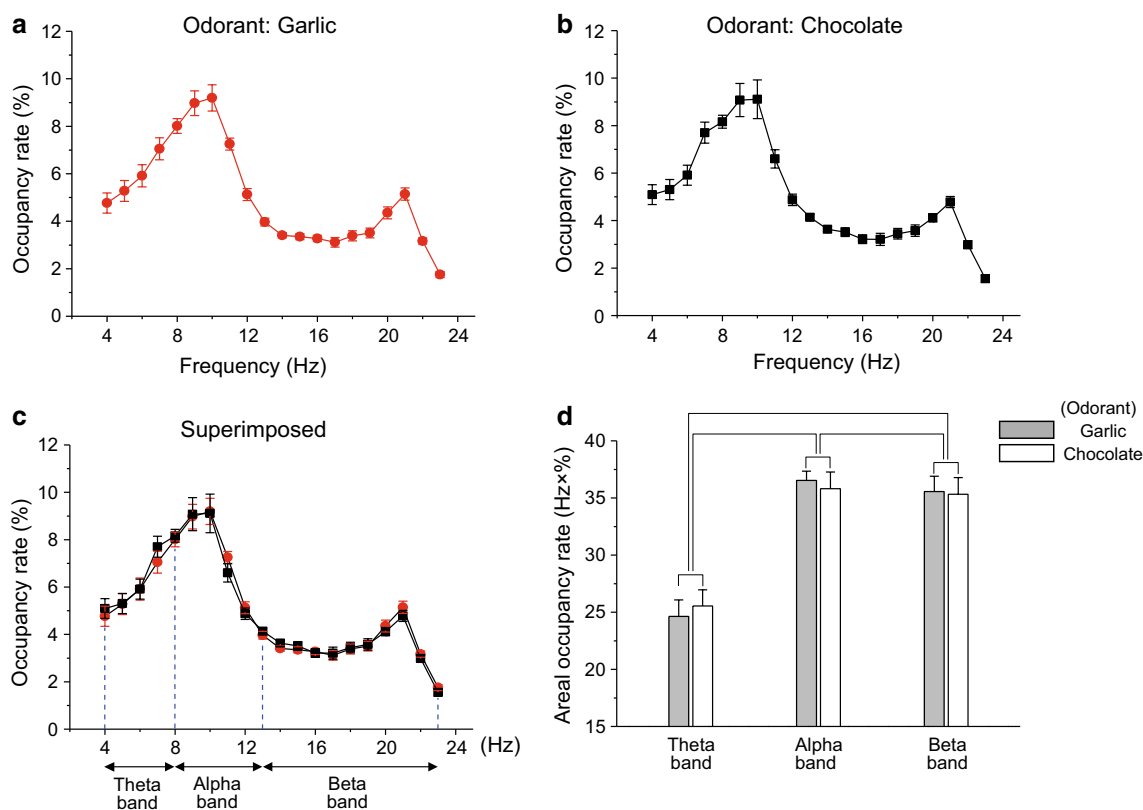 a
Odorant: Garlic
12
10
8
6
4
2
0
Occupancy rate (%)
4 8 12 16 20 24
Frequency (Hz)
b
Odorant: Chocolate
12
10
8
6
4
2
0
Occupancy rate (%)
4 8 12 16 20 24
Frequency (Hz)
c
Superimposed
12
10
8
6
4
2
0
Occupancy rate (%)
4 8 12 16 20 24 (Hz)
Theta Alpha Beta
band band band
d
(Odorant)
Garlic
Chocolate
40
35
30
25
20
15
Areal occupancy rate (Hz×%)
Theta Alpha Beta
band band band